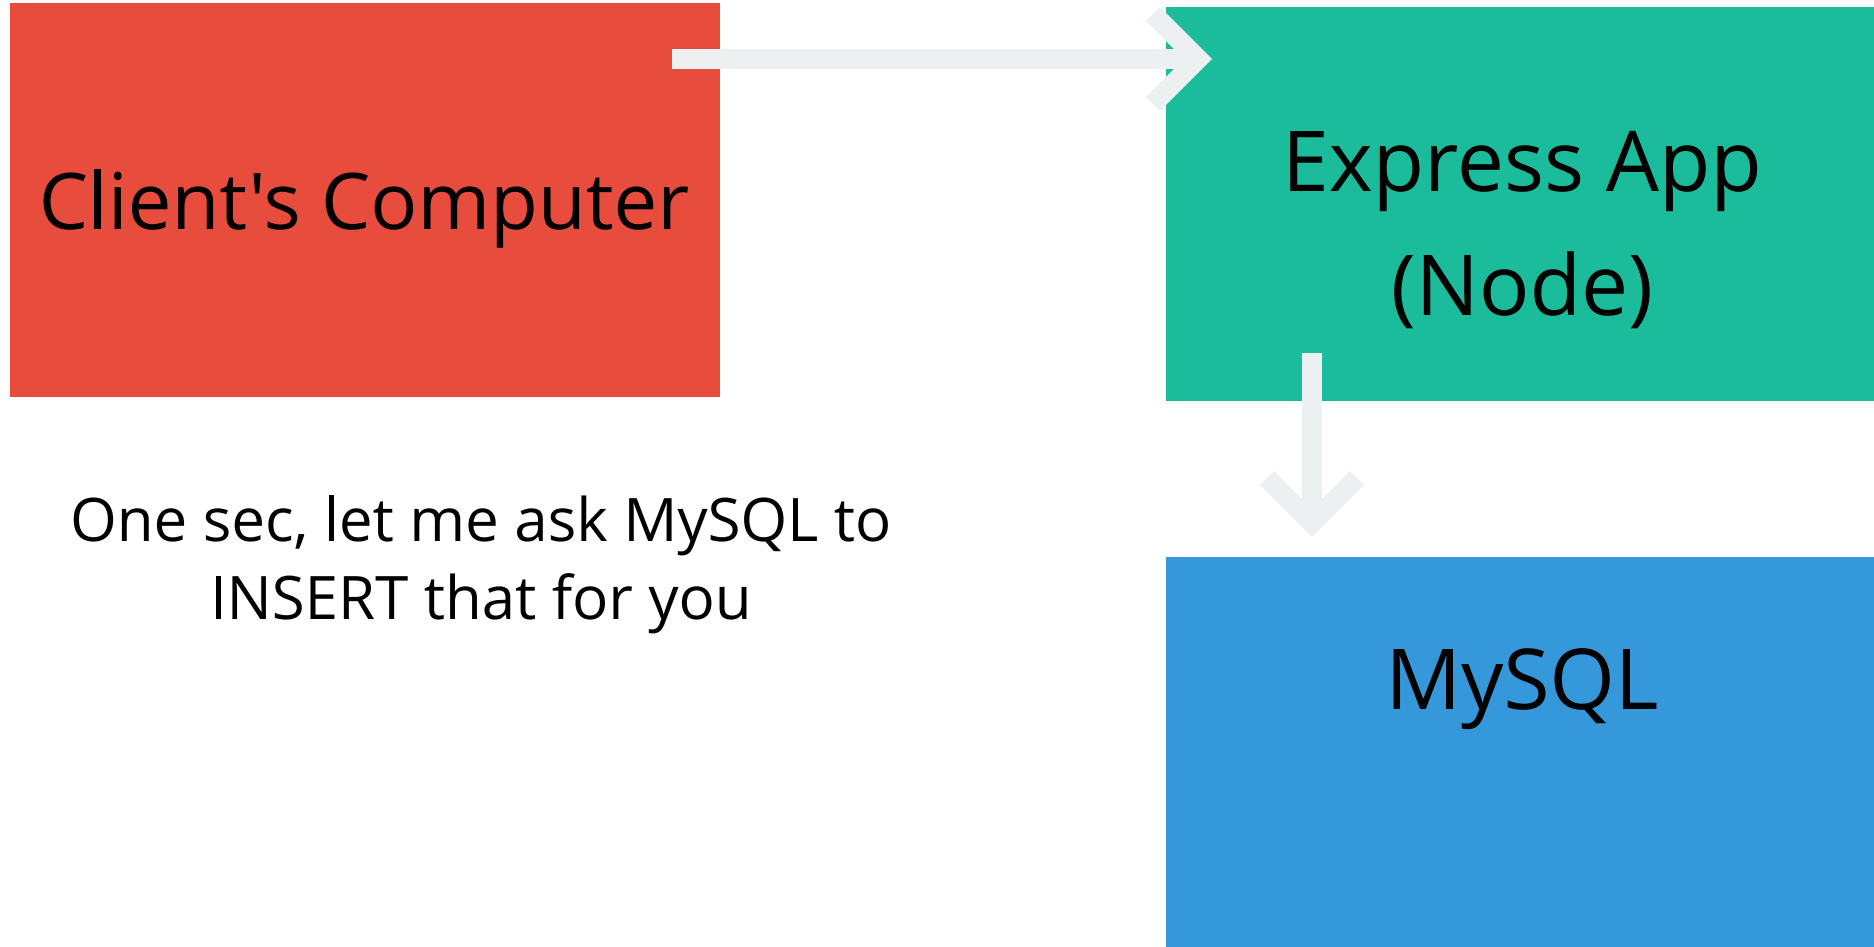 Client's Computer
Express App
(Node)
One sec, let me ask MySQL to
INSERT that for you
MySQL